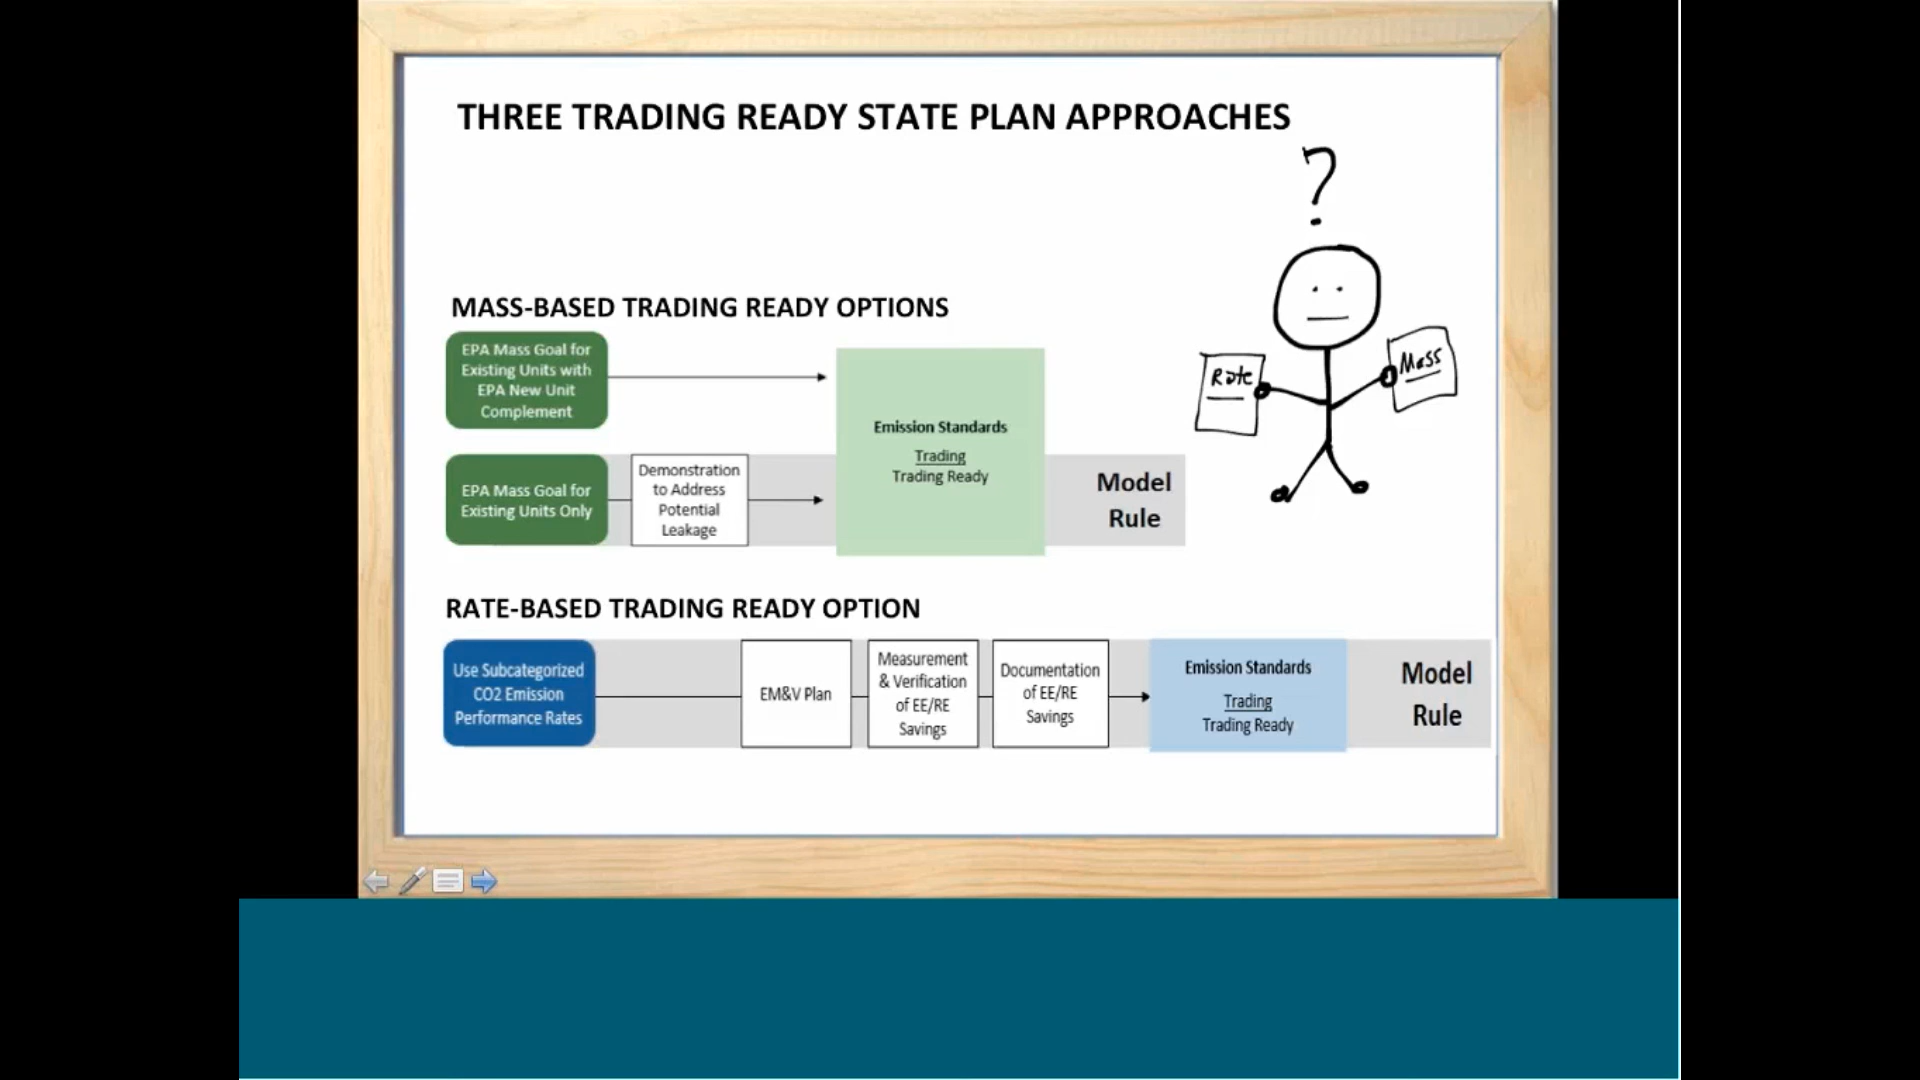 THREE TRADING READY STATE PLAN APPROACHES
?
MASS-BASED TRADING READY OPTIONS
EPA Mass Goal for
Existing Units with
EPA New Unit
Complement
Rate
Mass
Emission Standards
Trading
Trading Ready
EPA Mass Goal for
Existing Units Only
Demonstration
to Address
Potential
Leakage
Model
Rule
RATE-BASED TRADING READY OPTION
Use Subcategorized
CO2 Emission
Performance Rates
EM&V Plan
Measurement
& Verification
of EE/RE
Savings
Documentation
of EE/RE
Savings
Emission Standards
Trading
Trading Ready
Model
Rule